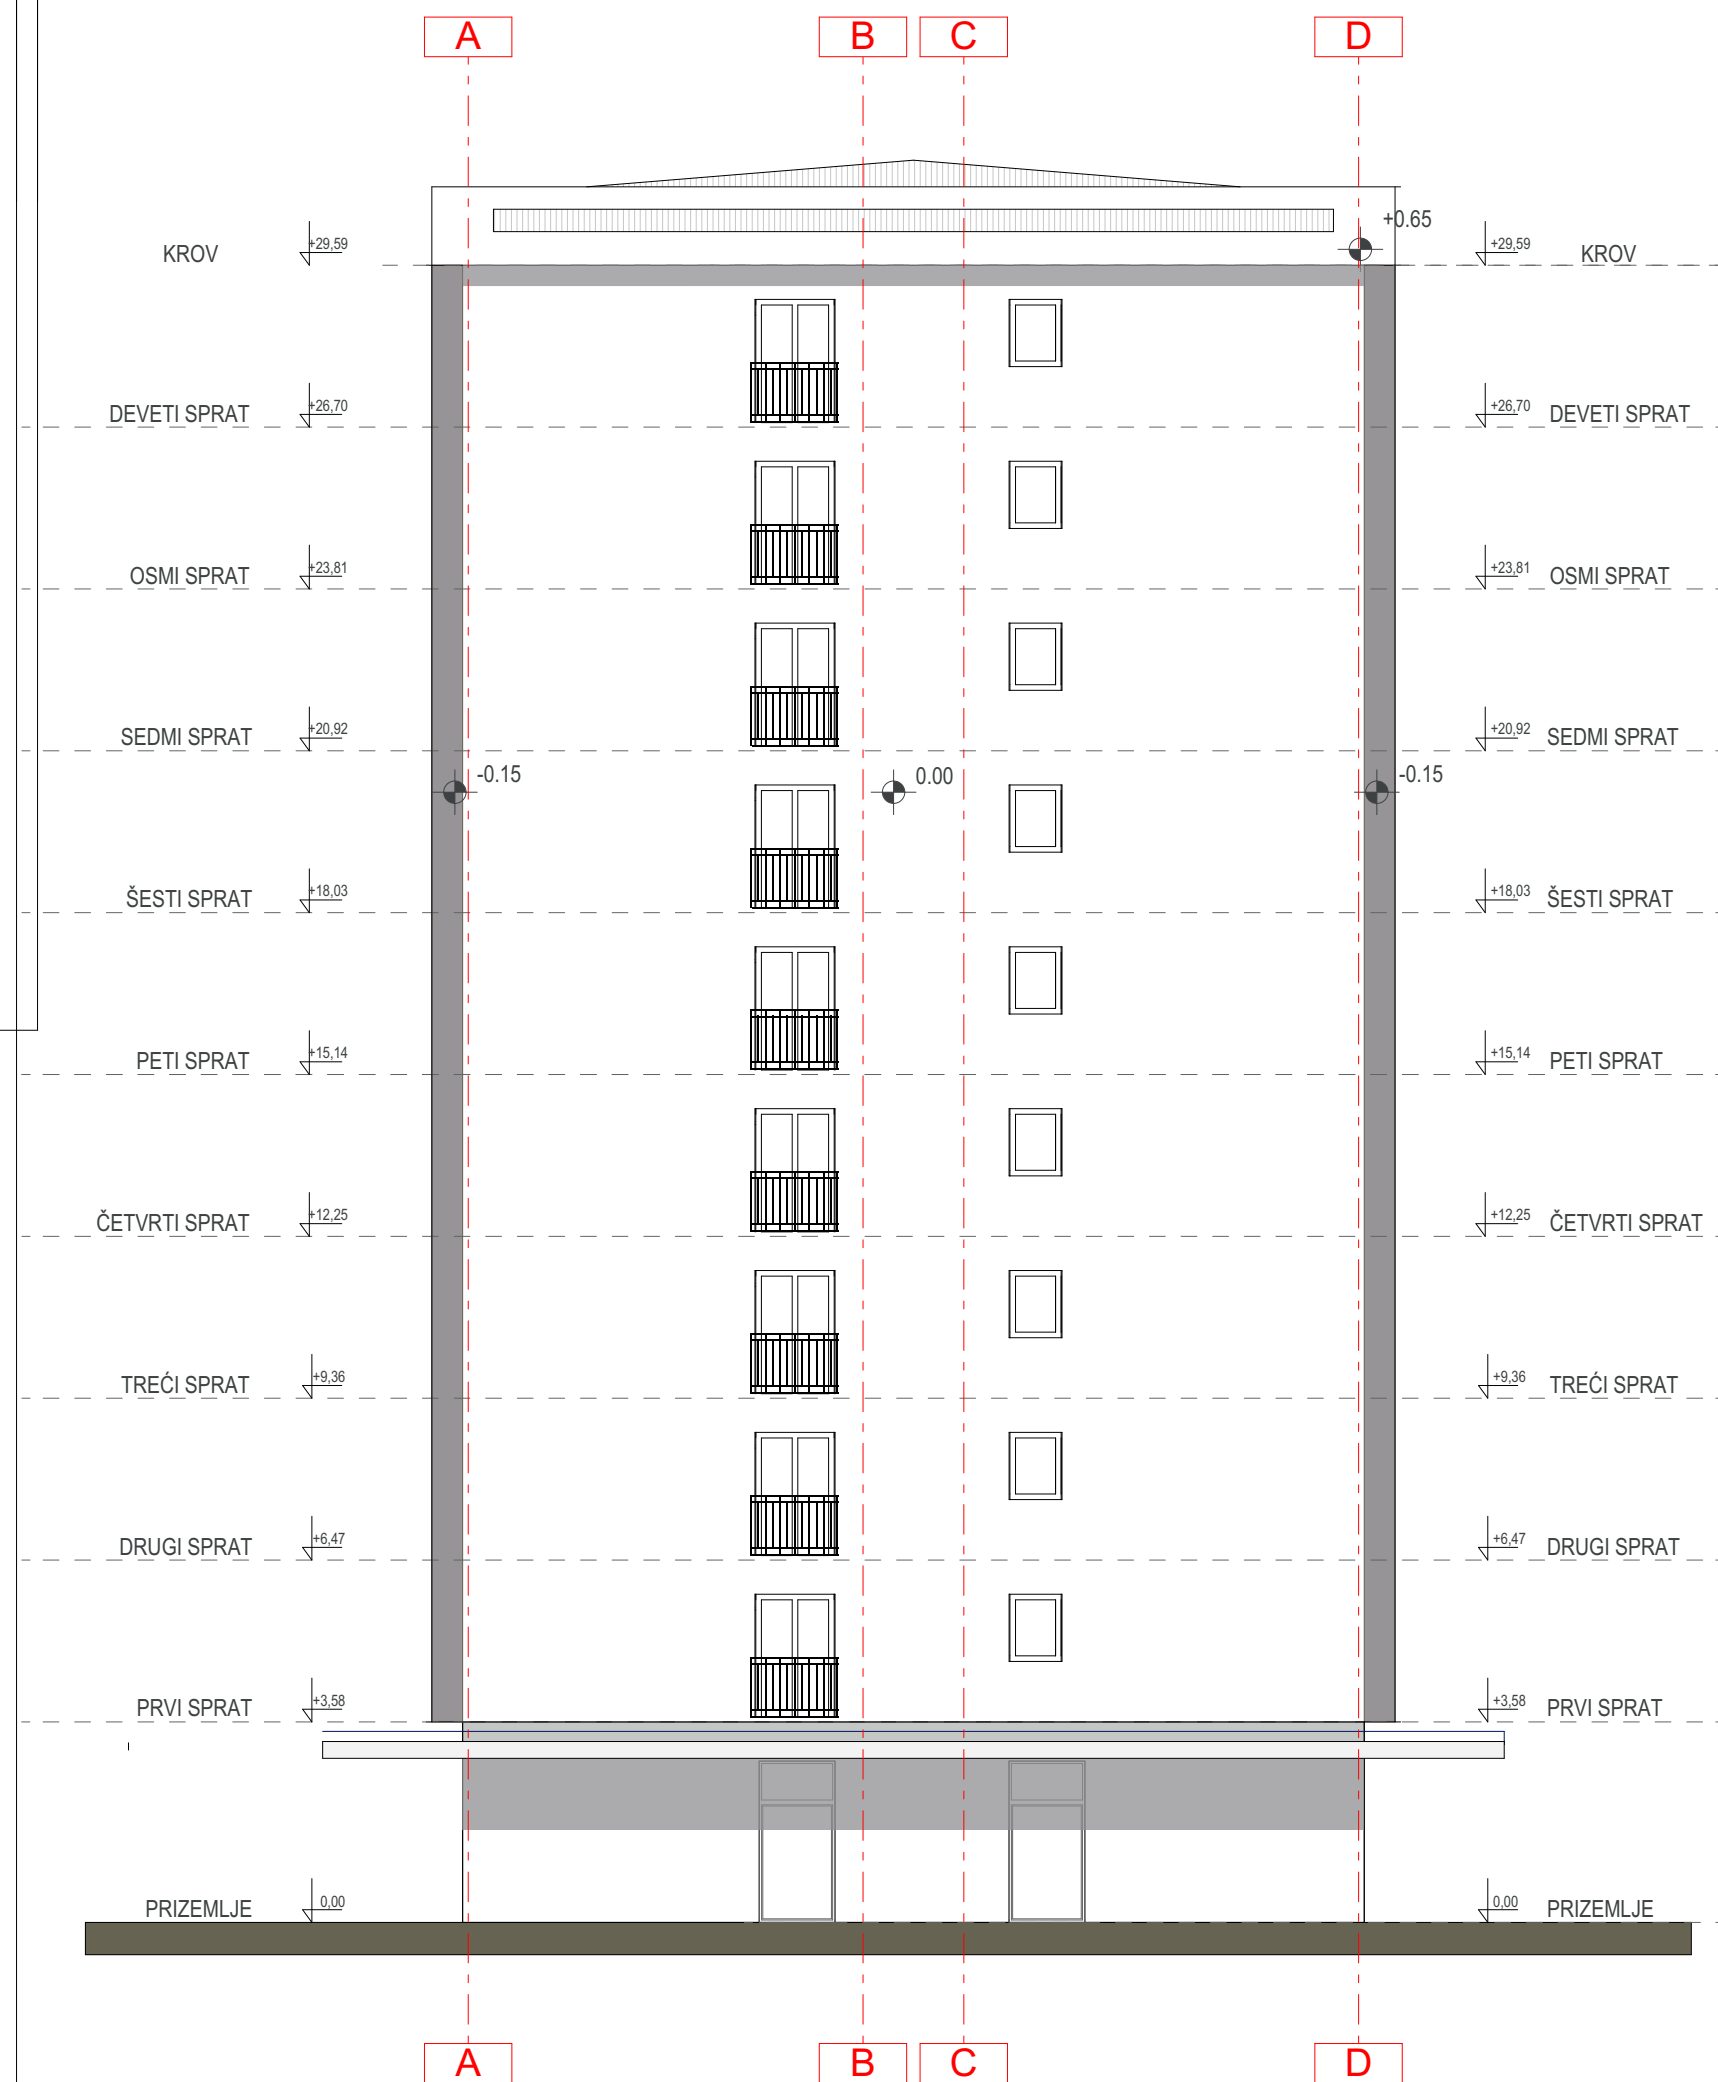 A B C D
+0.65
KROV +29,59 +29,59 KROV
DEVETI SPRAT +26,70 +26,70 DEVETI SPRAT
OSMI SPRAT +23,81 +23,81 OSMI SPRAT
SEDMI SPRAT +20,92 +20,92 SEDMI SPRAT
-0.15 0.00 -0.15
ŠESTI SPRAT +18,03 +18,03 ŠESTI SPRAT
PETI SPRAT +15,14 +15,14 PETI SPRAT
ČETVRTI SPRAT +12,25 +12,25 ČETVRTI SPRAT
TREĆI SPRAT +9,36 +9,36 TREĆI SPRAT
DRUGI SPRAT +6,47 +6,47 DRUGI SPRAT
PRVI SPRAT +3,58 +3,58 PRVI SPRAT
PRIZEMLJE 0,00 0,00 PRIZEMLJE
A B C D